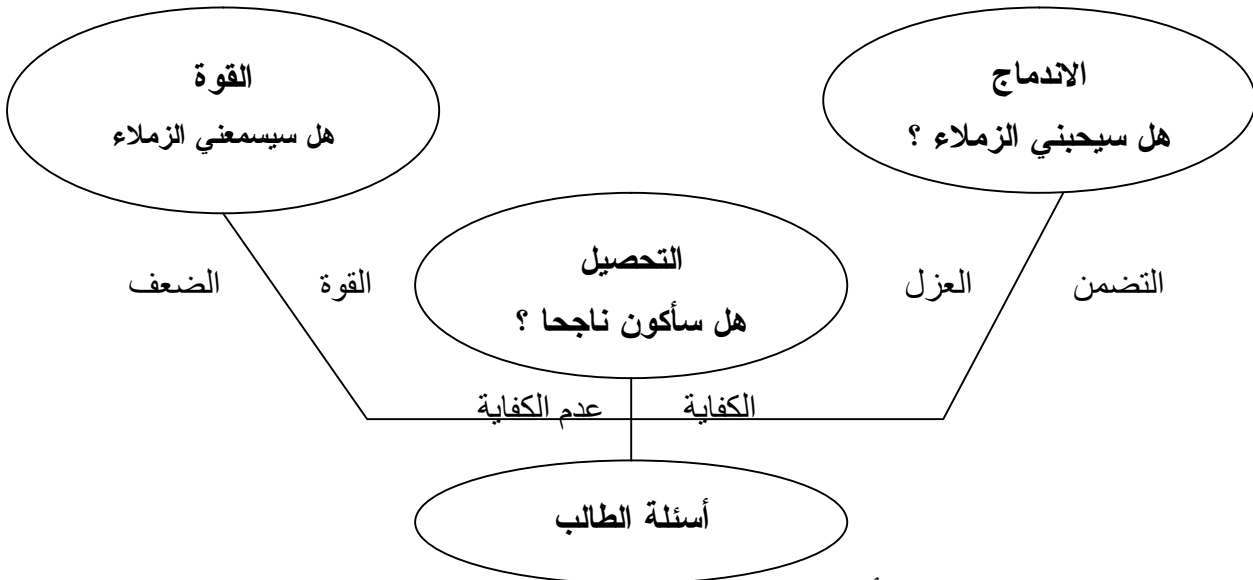 الاندماج
هل سيحبني الزملاء ؟
القوة
هل سيسمعني الزملاء
التضمن
العزل
التحصيل
هل سأكون ناجحا ؟
القوة
الضعف
الكفاية
عدم الكفاية
أسئلة الطالب